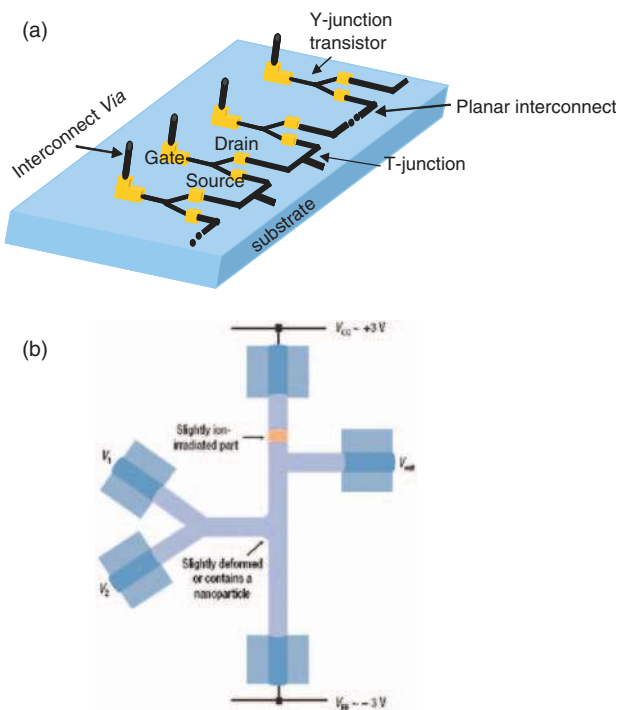 (a)
Y-junction
transistor
Planar interconnect
Interconnect Via
Drain
Gate
T-junction
Source
substrate
(b)
V_CC ~ +3 V
Slightly ion-
irradiated part
V_1
V_out
Slightly deformed
or contains a
nanoparticle
V_2
V_EE ~ – 3 V